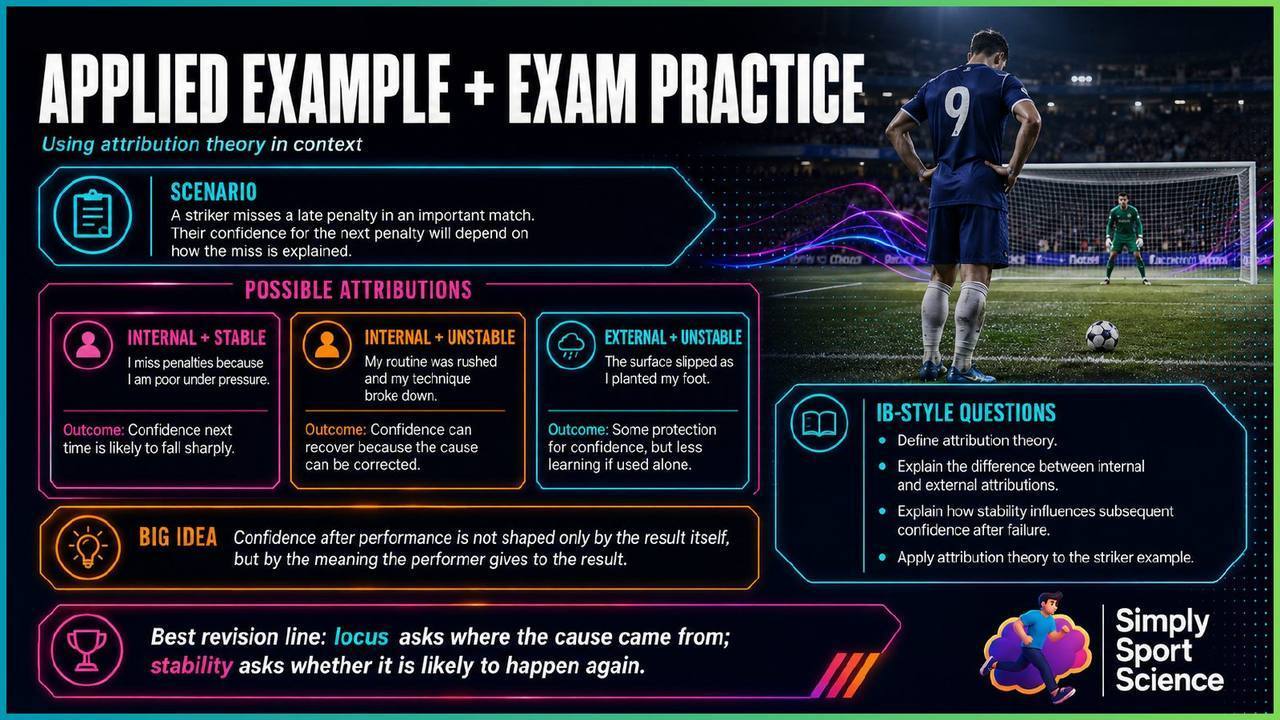 APPLIED EXAMPLE + EXAM PRACTICE
Using attribution theory in context
SCENARIO
A striker misses a late penalty in an important match.
Their confidence for the next penalty will depend on
how the miss is explained.
POSSIBLE ATTRIBUTIONS
INTERNAL + STABLE
I miss penalties because
I am poor under pressure.
Outcome: Confidence next
time is likely to fall sharply.
INTERNAL + UNSTABLE
My routine was rushed
and my technique
broke down.
Outcome: Confidence can
recover because the cause
can be corrected.
EXTERNAL + UNSTABLE
The surface slipped as
I planted my foot.
Outcome: Some protection
for confidence, but less
learning if used alone.
BIG IDEA
Confidence after performance is not shaped only by the result itself,
but by the meaning the performer gives to the result.
Best revision line: locus asks where the cause came from;
stability asks whether it is likely to happen again.
9
IB-STYLE QUESTIONS
Define attribution theory.
Explain the difference between internal
and external attributions.
Explain how stability influences subsequent
confidence after failure.
Apply attribution theory to the striker example.
Simply
Sport
Science